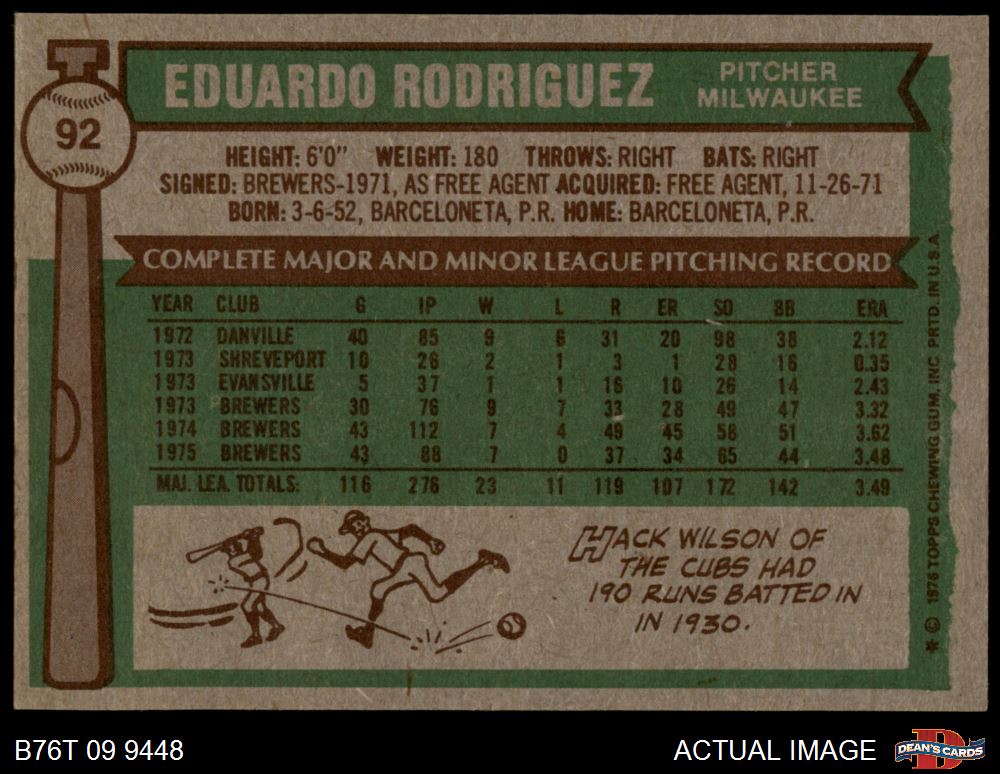 92
EDUARDO RODRIGUEZ
PITCHER
MILWAUKEE
HEIGHT: 6'0" WEIGHT: 180 THROWS: RIGHT BATS: RIGHT
SIGNED: BREWERS-1971, AS FREE AGENT ACQUIRED: FREE AGENT, 11-26-71
BORN: 3-6-52, BARCELONETA, P.R. HOME: BARCELONETA, P.R.
COMPLETE MAJOR AND MINOR LEAGUE PITCHING RECORD
YEAR CLUB G IP W L R ER SO BB ERA
1972 DANVILLE 40 85 9 6 31 20 98 38 2.12
1973 SHREVEPORT 10 26 2 1 3 1 28 16 0.35
1973 EVANSVILLE 5 37 1 1 16 10 26 14 2.43
1973 BREWERS 30 76 9 7 33 28 49 47 3.32
1974 BREWERS 43 112 7 4 49 45 58 51 3.62
1975 BREWERS 43 88 7 0 37 34 65 44 3.48
MAJ. LEA. TOTALS: 116 276 23 11 119 107 172 142 3.49
HACK WILSON OF
THE CUBS HAD
190 RUNS BATTED IN
IN 1930.
* © 1976 TOPPS CHEWING GUM, INC PRTD. IN U.S.A.
B76T 09 9448
ACTUAL IMAGE
D
DEAN'S CARDS